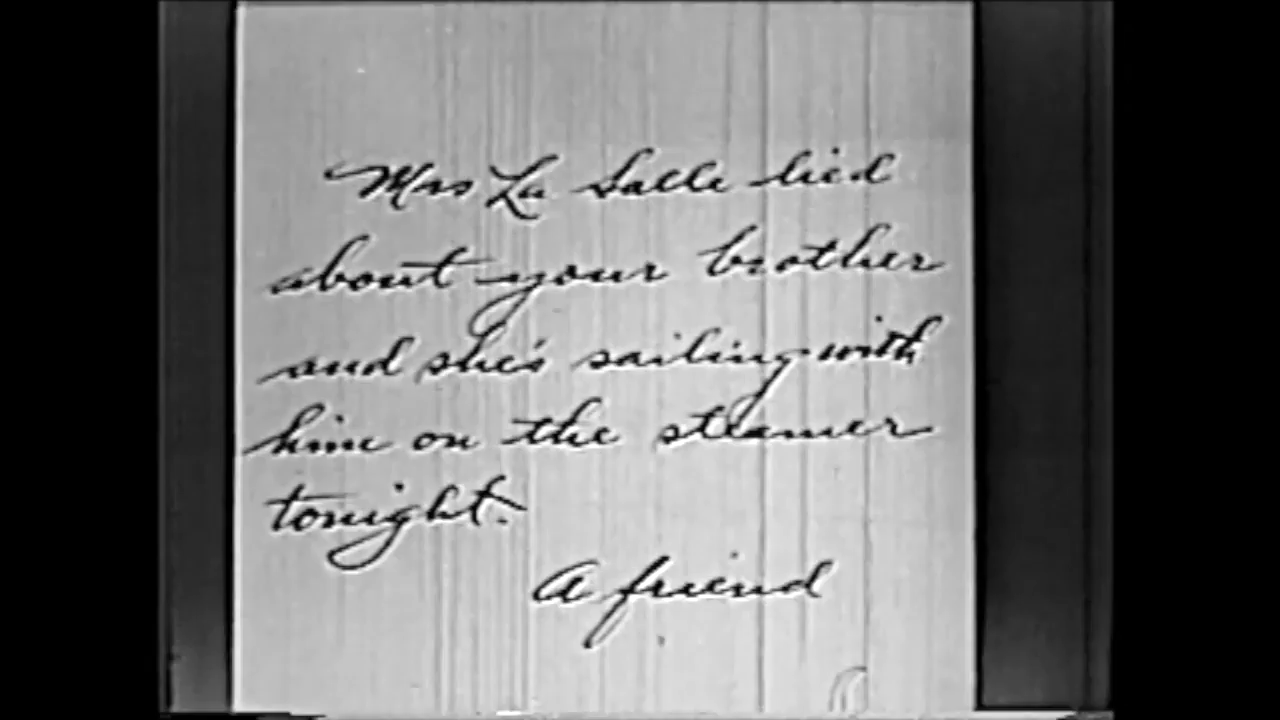 Mrs La Salle lied
about your brother
and she's sailing with
him on the steamer
tonight.
A friend